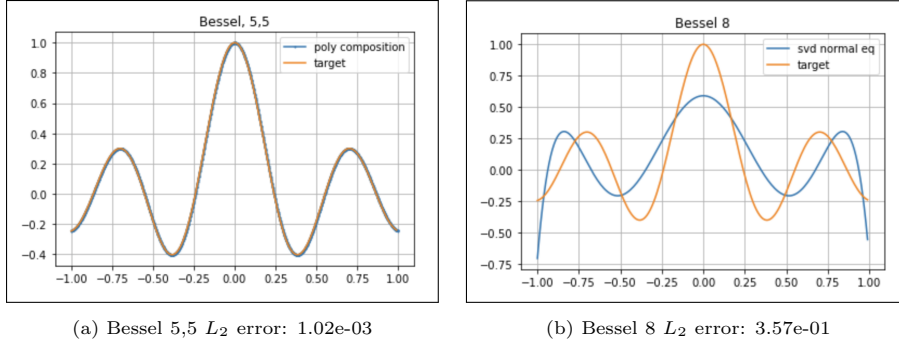 Bessel, 5,5
poly composition
target
1.0
0.8
0.6
0.4
0.2
0.0
−0.2
−0.4
−1.00 −0.75 −0.50 −0.25 0.00 0.25 0.50 0.75 1.00
(a) Bessel 5,5 L₂ error: 1.02e-03
Bessel 8
svd normal eq
target
1.00
0.75
0.50
0.25
0.00
−0.25
−0.50
−0.75
−1.00 −0.75 −0.50 −0.25 0.00 0.25 0.50 0.75 1.00
(b) Bessel 8 L₂ error: 3.57e-01